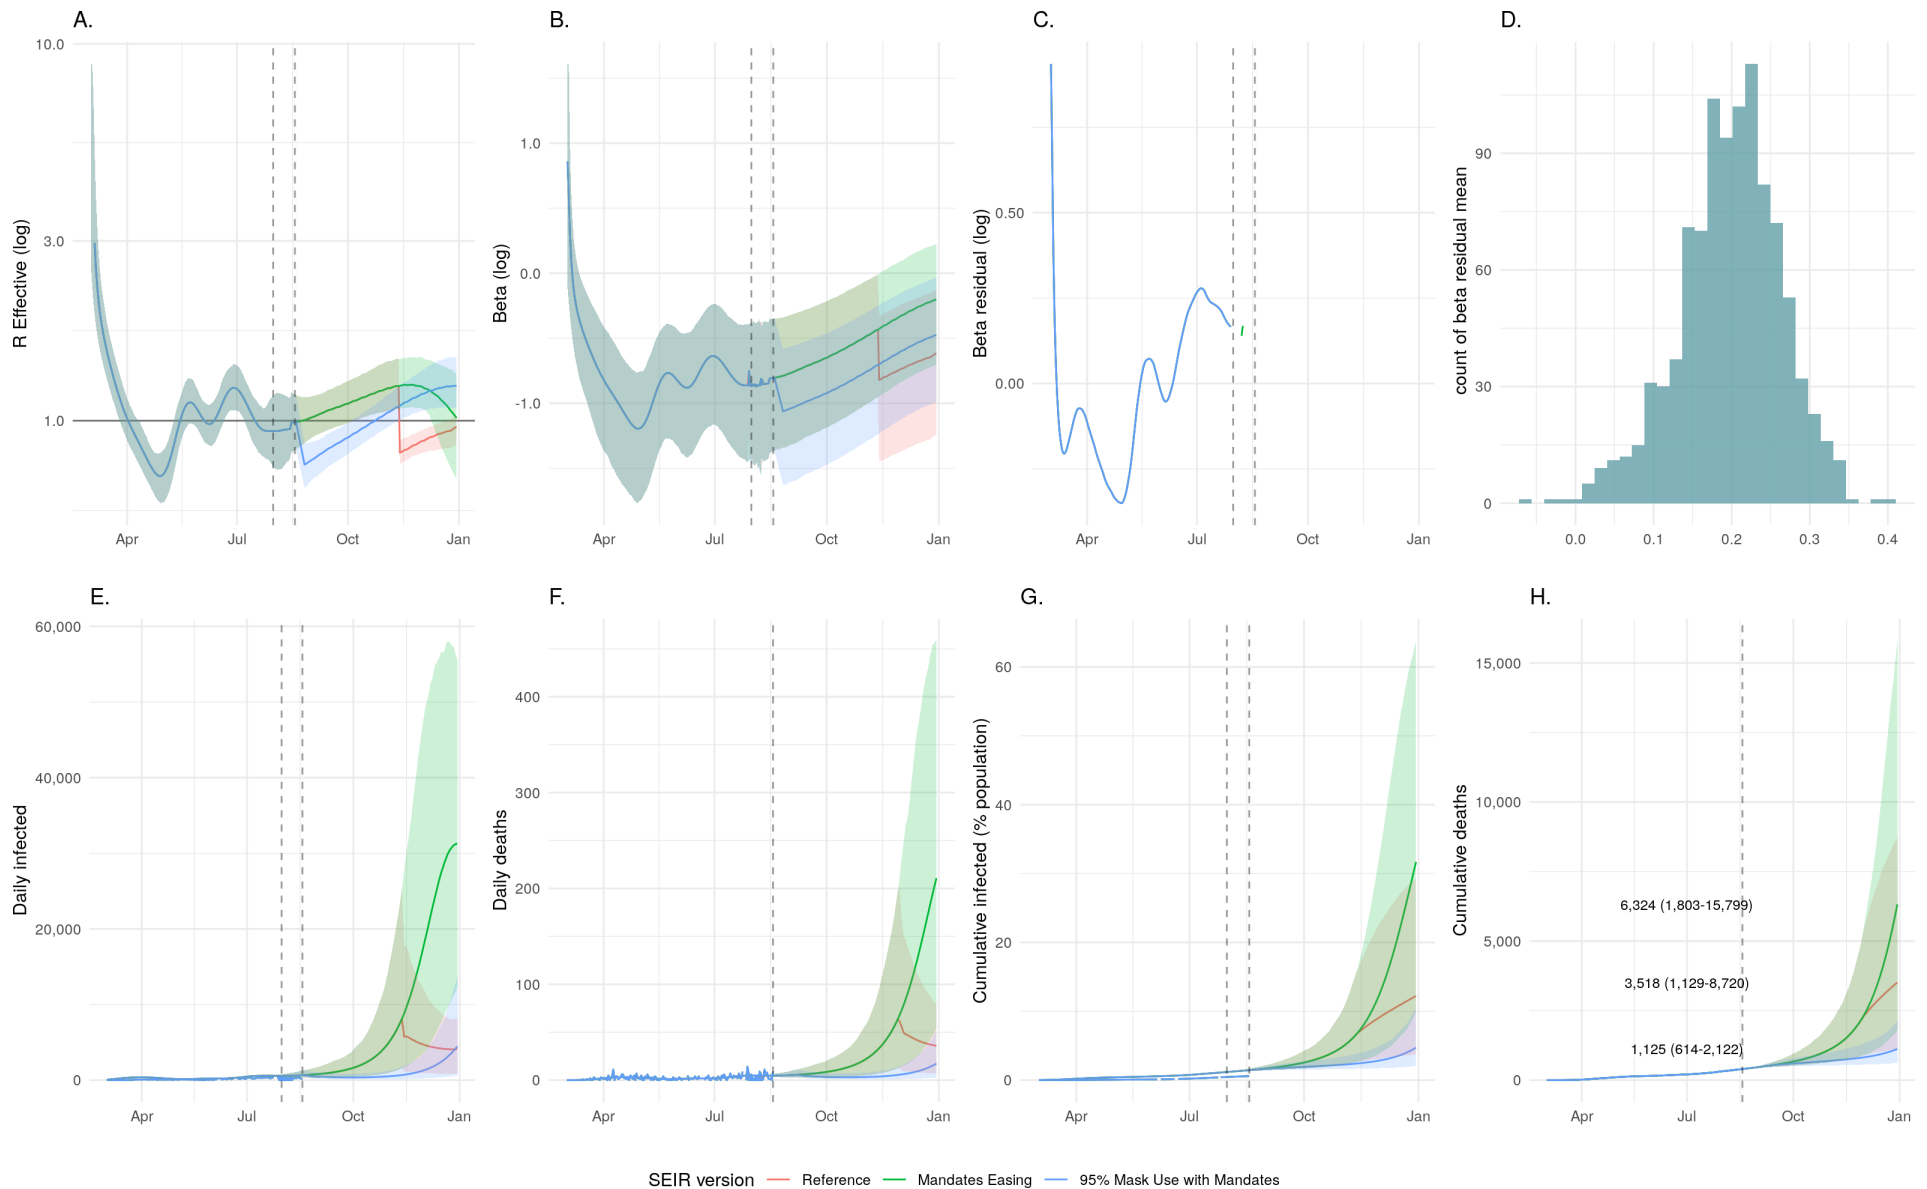 A.
R Effective (log)
10.0
3.0
1.0
Apr Jul Oct Jan
B.
Beta (log)
1.0
0.0
-1.0
Apr Jul Oct Jan
C.
Beta residual (log)
0.50
0.00
Apr Jul Oct Jan
D.
count of beta residual mean
90
60
30
0
0.0 0.1 0.2 0.3 0.4
E.
Daily infected
60,000
40,000
20,000
0
Apr Jul Oct Jan
F.
Daily deaths
400
300
200
100
0
Apr Jul Oct Jan
G.
Cumulative infected (% population)
60
40
20
0
Apr Jul Oct Jan
H.
Cumulative deaths
15,000
10,000
5,000
0
6,324 (1,803-15,799)
3,518 (1,129-8,720)
1,125 (614-2,122)
Apr Jul Oct Jan
SEIR version Reference Mandates Easing 95% Mask Use with Mandates